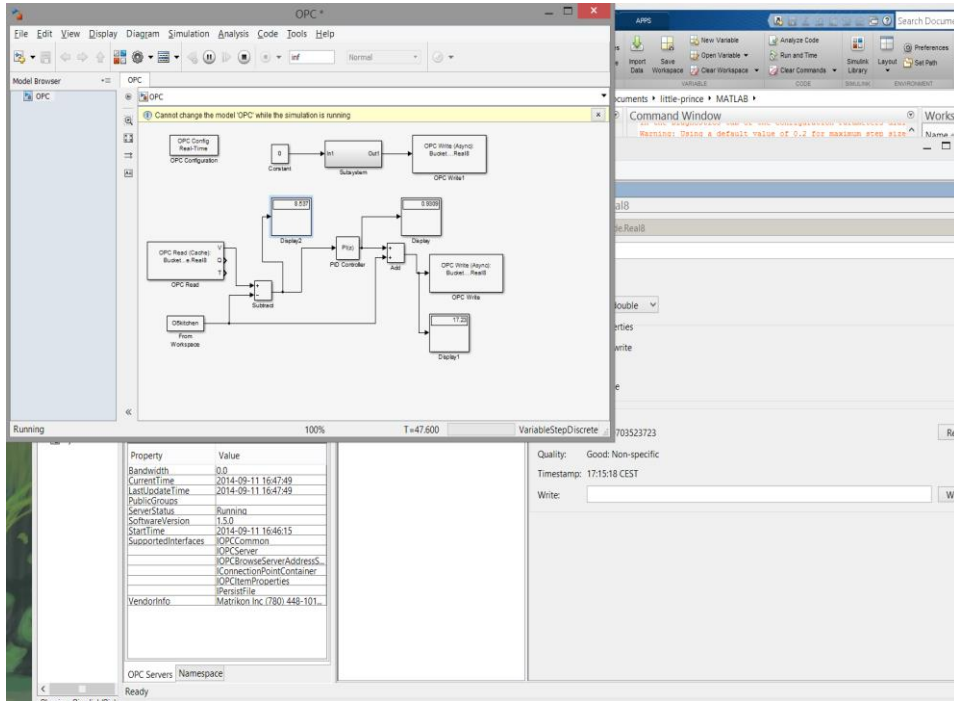 OPC *
File Edit View Display Diagram Simulation Analysis Code Tools Help
inf Normal
Model Browser
OPC
OPC
OPC
Cannot change the model 'OPC' while the simulation is running
OPC Config
Real-Time
OPC Configuration
0
Constant
In1 Out1
Subsystem
OPC Write (Async)
Bucket... Real8
OPC Write1
8.537
Display2
0.9309
Display
OPC Read (Cache)
Bucket...e Real8
V
Q
T
OPC Read
Subtract
PI(z)
PID Controller
Add
OPC Write (Async)
Bucket... Real8
OPC Write
05kitchen
From
Workspace
17.23
Display1
Running 100% T=47.600 VariableStepDiscrete
APPS
Search Docume
Import
Data
Save
Workspace
New Variable
Open Variable
Clear Workspace
VARIABLE
Analyze Code
Run and Time
Clear Commands
CODE
Simulink
Library
SIMULINK
Layout
Preferences
Set Path
ENVIRONMENT
cuments little-prince MATLAB
Command Window
Warning: Using a default value of 0.2 for maximum step size
Works
Name
al8
de.Real8
double
erties
write
e
703523723
Re
Quality: Good: Non-specific
Timestamp: 17:15:18 CEST
Write:
W
Property Value
Bandwidth 0.0
CurrentTime 2014-09-11 16:47:49
LastUpdateTime 2014-09-11 16:47:49
PublicGroups
ServerStatus Running
SoftwareVersion 1.5.0
StartTime 2014-09-11 16:46:15
SupportedInterfaces IOPCCommon
IOPCServer
IOPCBrowseServerAddressS...
IConnectionPointContainer
IOPCItemProperties
IPersistFile
VendorInfo Matrikon Inc (780) 448-101...
OPC Servers Namespace
Ready